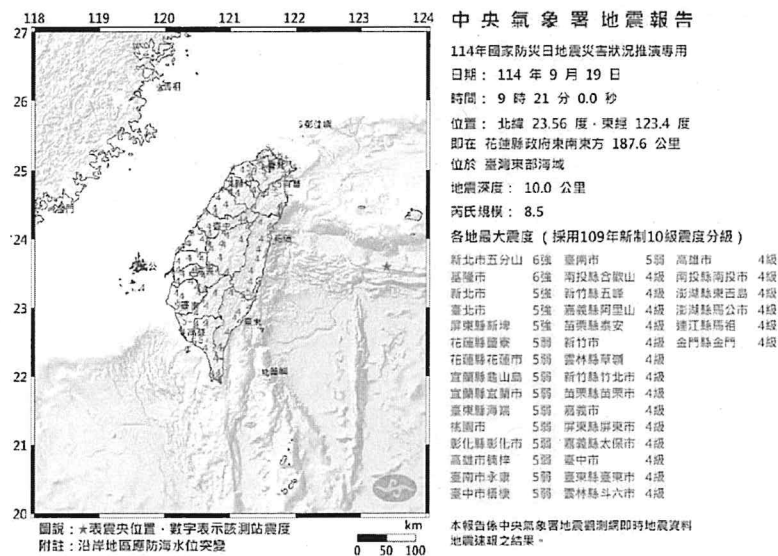 中央氣象署地震報告
114年國家防災日地震災害狀況推演專用
日期： 114 年 9 月 19 日
時間： 9 時 21 分 0.0 秒
位置： 北緯 23.56 度．東經 123.4 度
即在 花蓮縣政府東南東方 187.6 公里
位於 臺灣東部海域
地震深度： 10.0 公里
芮氏規模： 8.5
各地最大震度 (採用109年新制10級震度分級)
新北市五分山 6強 臺南市 5弱 高雄市 4級
基隆市 6強 南投縣合歡山 4級 南投縣南投市 4級
新北市 5強 新竹縣五峰 4級 澎湖縣東吉島 4級
臺北市 5強 嘉義縣阿里山 4級 澎湖縣馬公市 4級
屏東縣新埤 5強 苗栗縣泰安 4級 連江縣馬祖 4級
花蓮縣鹽寮 5弱 新竹市 4級 金門縣金門 4級
花蓮縣花蓮市 5弱 雲林縣草嶺 4級
宜蘭縣龜山島 5弱 新竹縣竹北市 4級
宜蘭縣宜蘭市 5弱 苗栗縣苗栗市 4級
臺東縣海端 5弱 嘉義市 4級
桃園市 5弱 屏東縣屏東市 4級
彰化縣彰化市 5弱 嘉義縣太保市 4級
高雄市楠梓 5弱 臺中市 4級
臺南市永康 5弱 臺東縣臺東市 4級
臺中市梧棲 5弱 雲林縣斗六市 4級
本報告係中央氣象署地震觀測網即時地震資料
地震速報之結果。
118 119 120 121 122 123 124
27
26
25
24
23
22
21
20
彭佳嶼
圖說：★表震央位置．數字表示該測站震度
附註：沿岸地區應防海水位突變
km
0 50 100